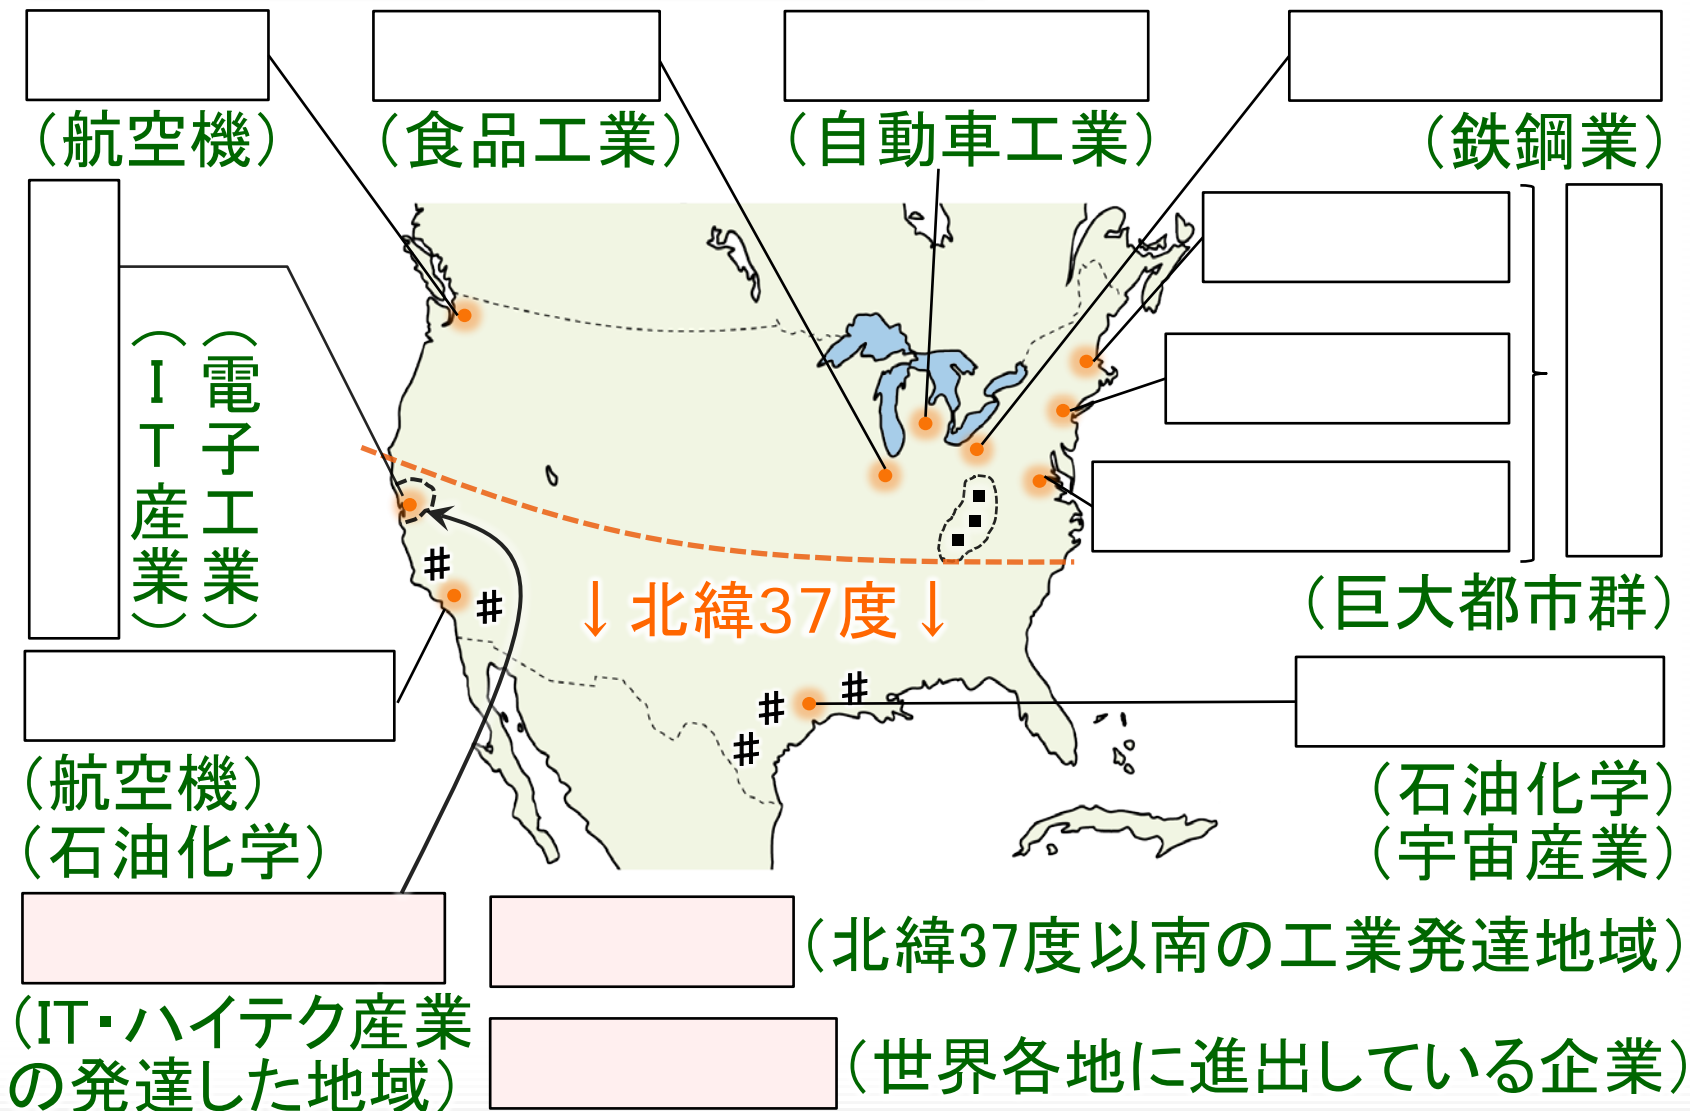 （航空機）
（食品工業）
（自動車工業）
（鉄鋼業）
（電子工業）
（IT産業）
↓北緯37度↓
（巨大都市群）
（航空機）
（石油化学）
（石油化学）
（宇宙産業）
（北緯37度以南の工業発達地域）
（IT・ハイテク産業
の発達した地域）
（世界各地に進出している企業）